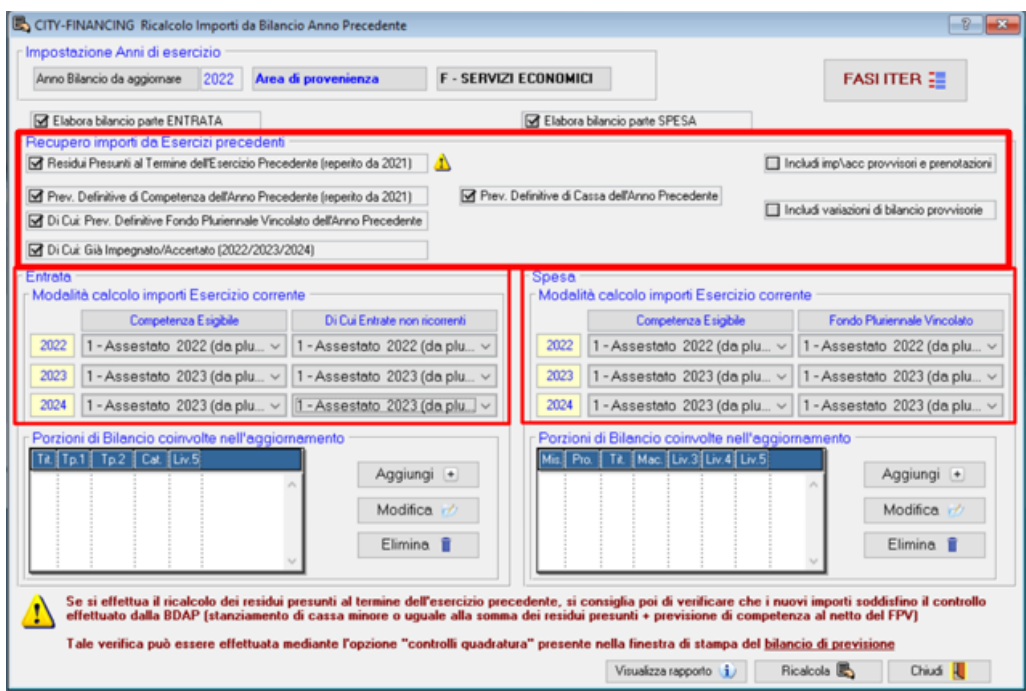 CITY-FINANCING Ricalcolo Importi da Bilancio Anno Precedente
Impostazione Anni di esercizio
Anno Bilancio da aggiornare 2022 Area di provenienza F - SERVIZI ECONOMICI
FASI ITER
Elabora bilancio parte ENTRATA
Elabora bilancio parte SPESA
Recupero importi da Esercizi precedenti
Residui Presunti al Termine dell'Esercizio Precedente (reperito da 2021)
Includi imp\acc provvisori e prenotazioni
Prev. Definitive di Competenza dell'Anno Precedente (reperito da 2021)
Prev. Definitive di Cassa dell'Anno Precedente
Di Cui: Prev. Definitive Fondo Pluriennale Vincolato dell'Anno Precedente
Includi variazioni di bilancio provvisorie
Di Cui: Già Impegnato/Accertato (2022/2023/2024)
Entrata
Modalità calcolo importi Esercizio corrente
Competenza Esigibile Di Cui Entrate non ricorrenti
2022 1 - Assestato 2022 (da plu... 1 - Assestato 2022 (da plu...
2023 1 - Assestato 2023 (da plu... 1 - Assestato 2023 (da plu...
2024 1 - Assestato 2023 (da plu... 1 - Assestato 2023 (da plu...
Porzioni di Bilancio coinvolte nell'aggiornamento
Tit. Tp.1 Tp.2 Cat. Liv.5
Aggiungi
Modifica
Elimina
Spesa
Modalità calcolo importi Esercizio corrente
Competenza Esigibile Fondo Pluriennale Vincolato
2022 1 - Assestato 2022 (da plu... 1 - Assestato 2022 (da plu...
2023 1 - Assestato 2023 (da plu... 1 - Assestato 2023 (da plu...
2024 1 - Assestato 2023 (da plu... 1 - Assestato 2023 (da plu...
Porzioni di Bilancio coinvolte nell'aggiornamento
Mis. Pro. Tit. Mac. Liv.3 Liv.4 Liv.5
Aggiungi
Modifica
Elimina
Se si effettua il ricalcolo dei residui presunti al termine dell'esercizio precedente, si consiglia poi di verificare che i nuovi importi soddisfino il controllo
effettuato dalla BDAP (stanziamento di cassa minore o uguale alla somma dei residui presunti + previsione di competenza al netto del FPV)
Tale verifica può essere effettuata mediante l'opzione "controlli quadratura" presente nella finestra di stampa del bilancio di previsione
Visualizza rapporto Ricalcola Chiudi